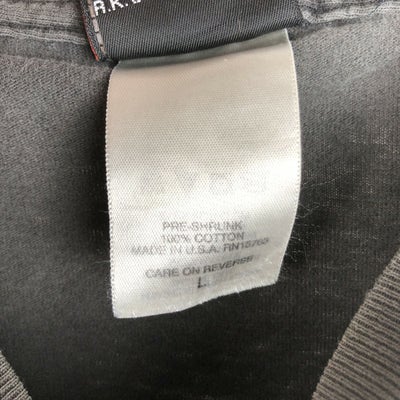 PRE-SHRUNK
100% COTTON
MADE IN U.S.A. RN15763
CARE ON REVERSE
L